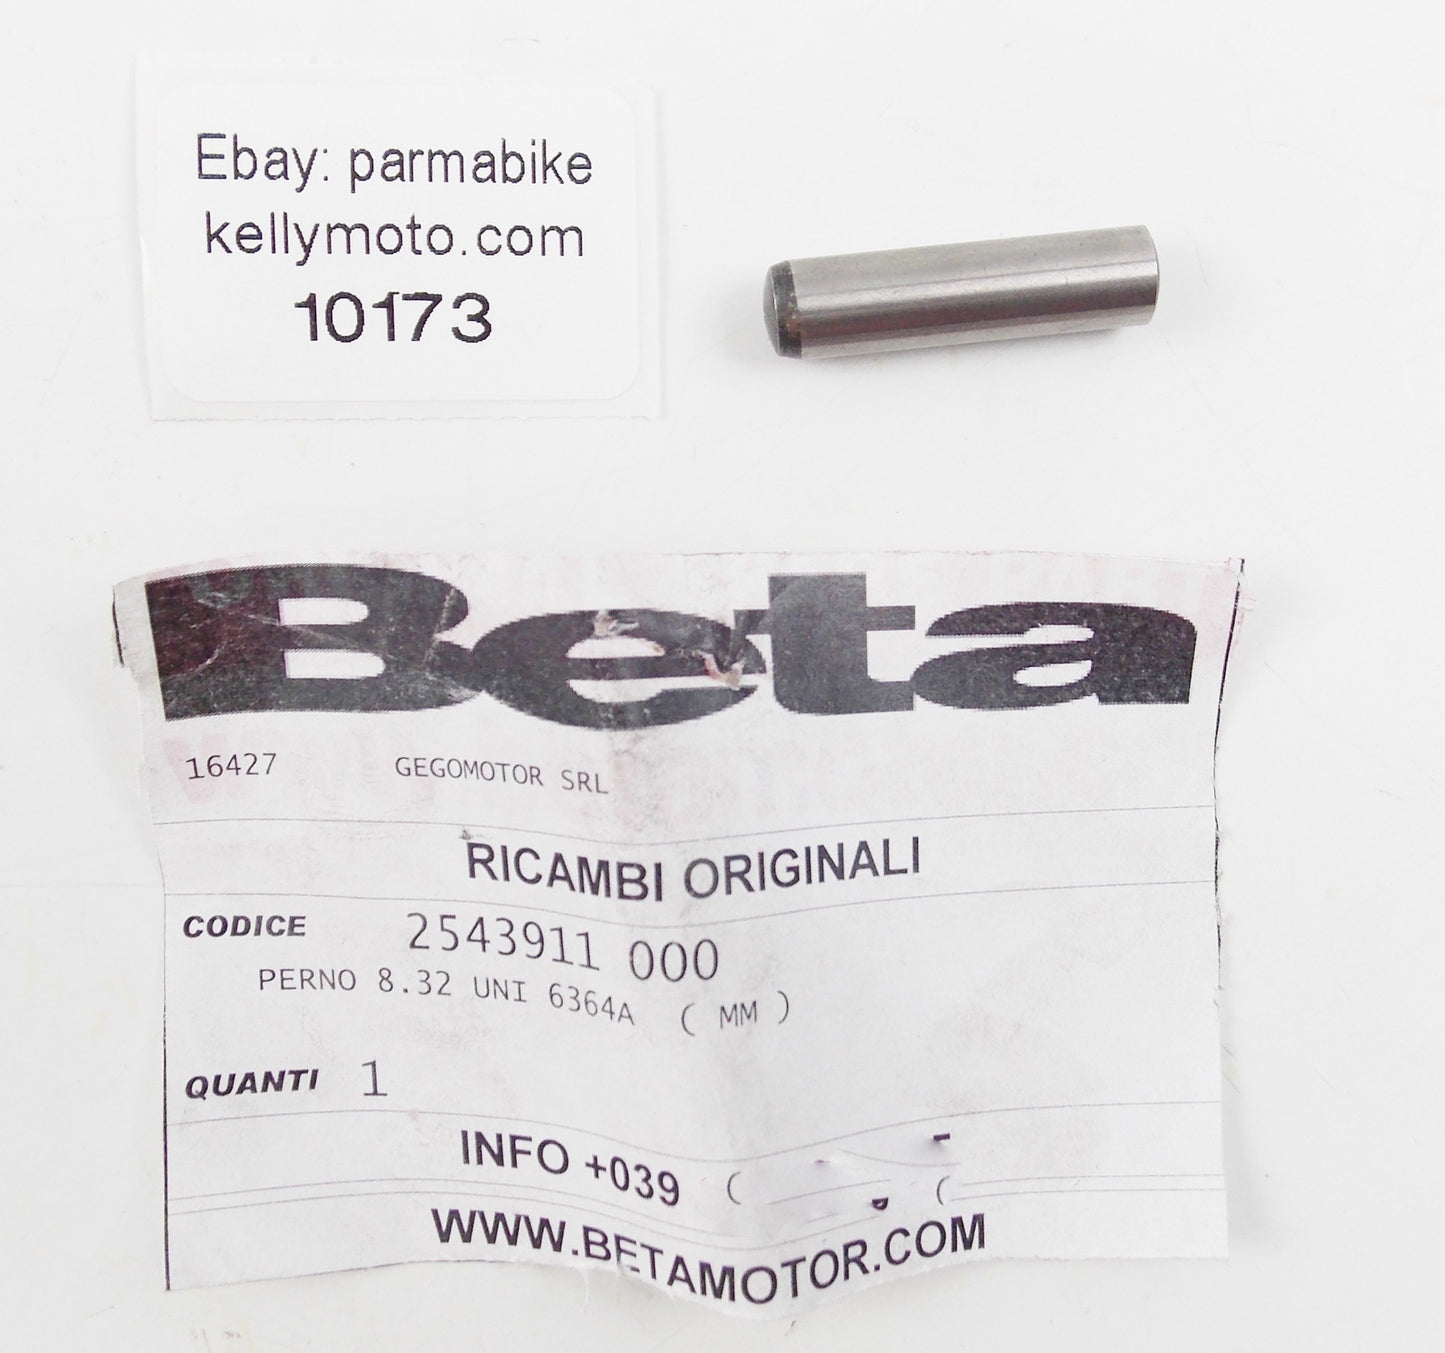 Ebay: parmabike
kellymoto.com
10173
Beta
16427 GEGOMOTOR SRL
RICAMBI ORIGINALI
CODICE 2543911 000
PERNO 8.32 UNI 6364A ( MM )
QUANTI 1
INFO +039 ( (
WWW.BETAMOTOR.COM